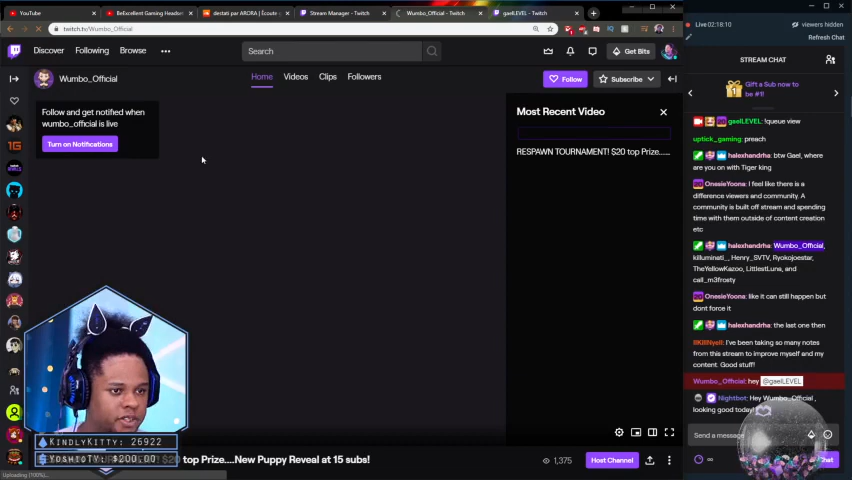 YouTube
BeExcellent Gaming Headse
destati par ARORA | Écoute
Stream Manager - Twitch
Wumbo_Official - Twitch
gaelLEVEL - Twitch
twitch.tv/Wumbo_Official
Discover
Following
Browse
Search
Get Bits
Wumbo_Official
Home
Videos
Clips
Followers
Follow
Subscribe
Follow and get notified when
wumbo_official is live
Turn on Notifications
Most Recent Video
RESPAWN TOURNAMENT! $20 top Prize......
KindlyKitty: 26922
YoshioTV: $200.00
top Prize....New Puppy Reveal at 15 subs!
1,375
Host Channel
Uploading (100%)...
Live 02:18:10
viewers hidden
Refresh Chat
STREAM CHAT
Gift a Sub now to
be #1!
gaelLEVEL: !queue view
uptick_gaming: preach
halexhandrha: btw Gael, where
are you on with Tiger king
OnesieYoona: I feel like there is a
difference viewers and community. A
community is built off stream and spending
time with them outside of content creation
etc
halexhandrha: Wumbo_Official,
killuminati_, Henry_SVTV, Ryokojoestar,
TheYellowKazoo, LittlestLuna, and
call_m3frosty
OnesieYoona: like it can still happen but
dont force it
halexhandrha: the last one then
I've been taking so many notes
from this stream to improve myself and my
content. Good stuff!
Wumbo_Official: hey @gaelLEVEL
Nightbot: Hey Wumbo_Official ,
looking good today!
Send a message
Chat